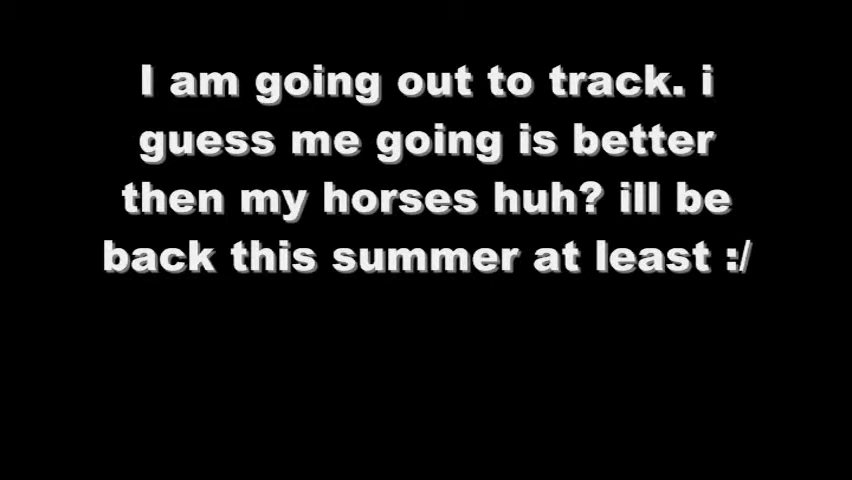 I am going out to track. i
guess me going is better
then my horses huh? ill be
back this summer at least :/